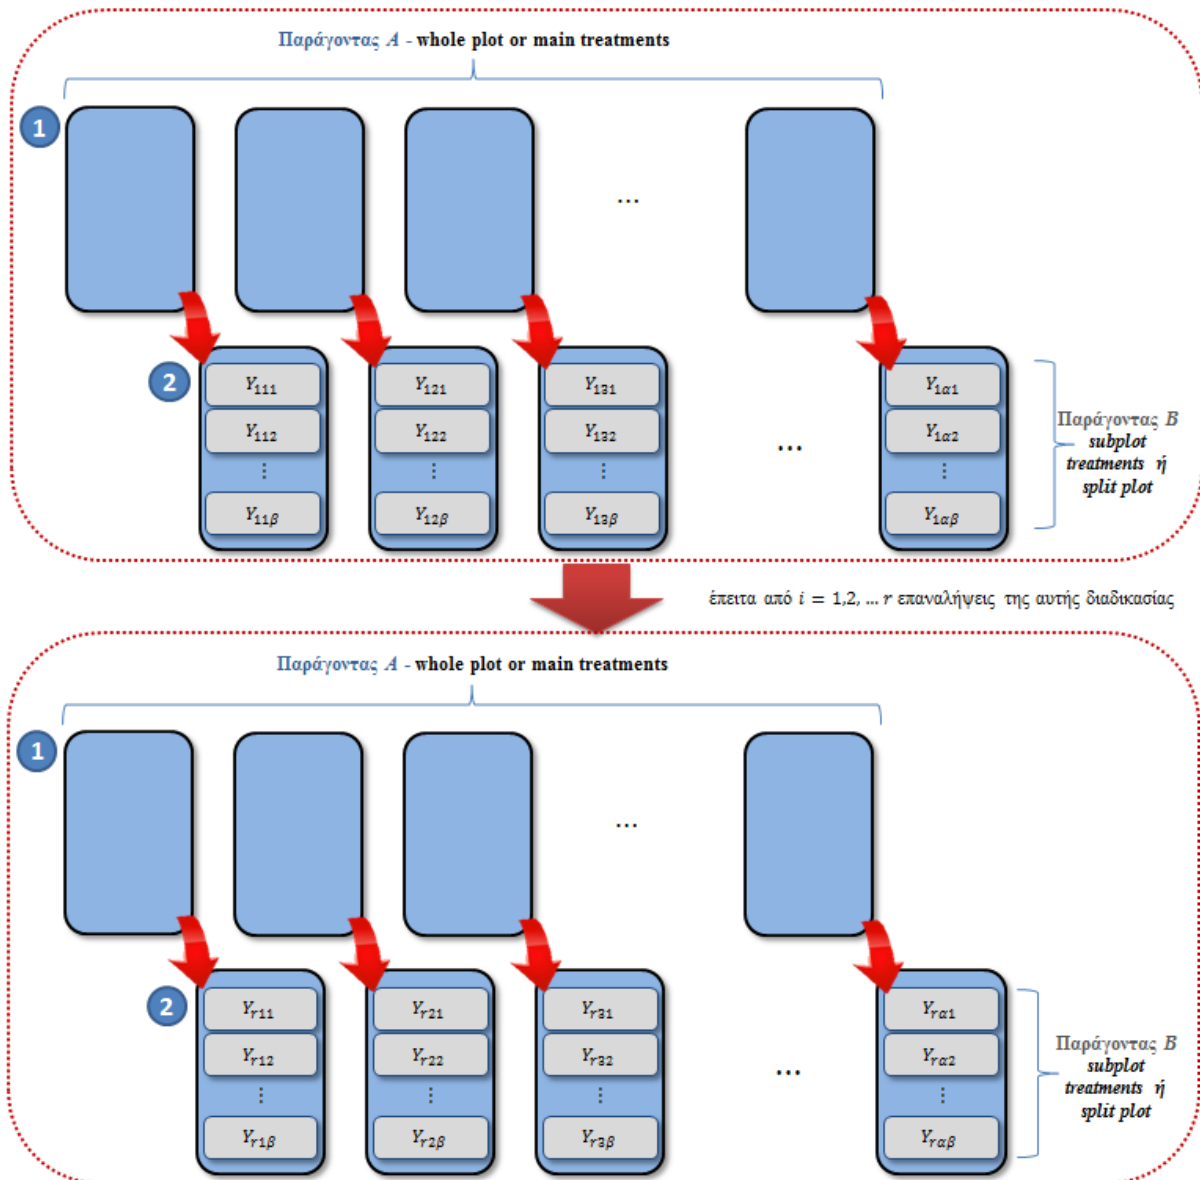 Παράγοντας A - whole plot or main treatments
1
...
2
Y₁₁₁ Y₁₂₁ Y₁₃₁ Y₁α₁
Y₁₁₂ Y₁₂₂ Y₁₃₂ ... Y₁α₂
⋮ ⋮ ⋮ ⋮
Y₁₁β Y₁₂β Y₁₃β Y₁αβ
Παράγοντας B
subplot
treatments ή
split plot
έπειτα από i = 1,2, … r επαναλήψεις της αυτής διαδικασίας
Παράγοντας A - whole plot or main treatments
1
...
2
Yr₁₁ Yr₂₁ Yr₃₁ Yrα₁
Yr₁₂ Yr₂₂ Yr₃₂ ... Yrα₂
⋮ ⋮ ⋮ ⋮
Yr₁β Yr₂β Yr₃β Yrαβ
Παράγοντας B
subplot
treatments ή
split plot